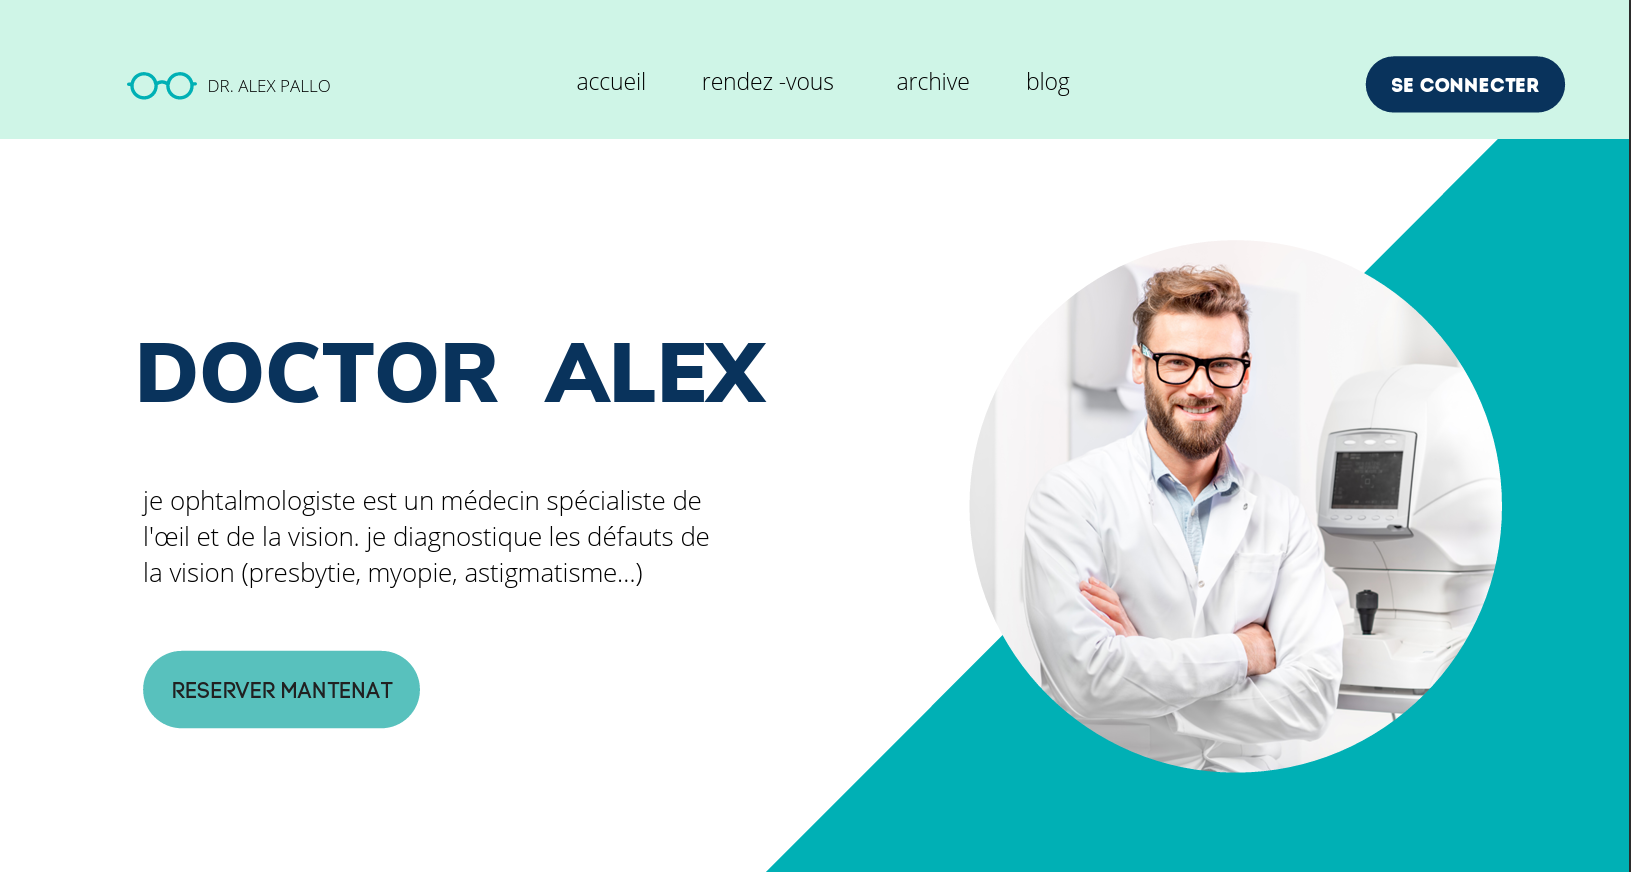 DR. ALEX PALLO
accueil rendez -vous archive blog
SE CONNECTER
DOCTOR ALEX
je ophtalmologiste est un médecin spécialiste de
l'œil et de la vision. je diagnostique les défauts de
la vision (presbytie, myopie, astigmatisme...)
RESERVER MANTENAT